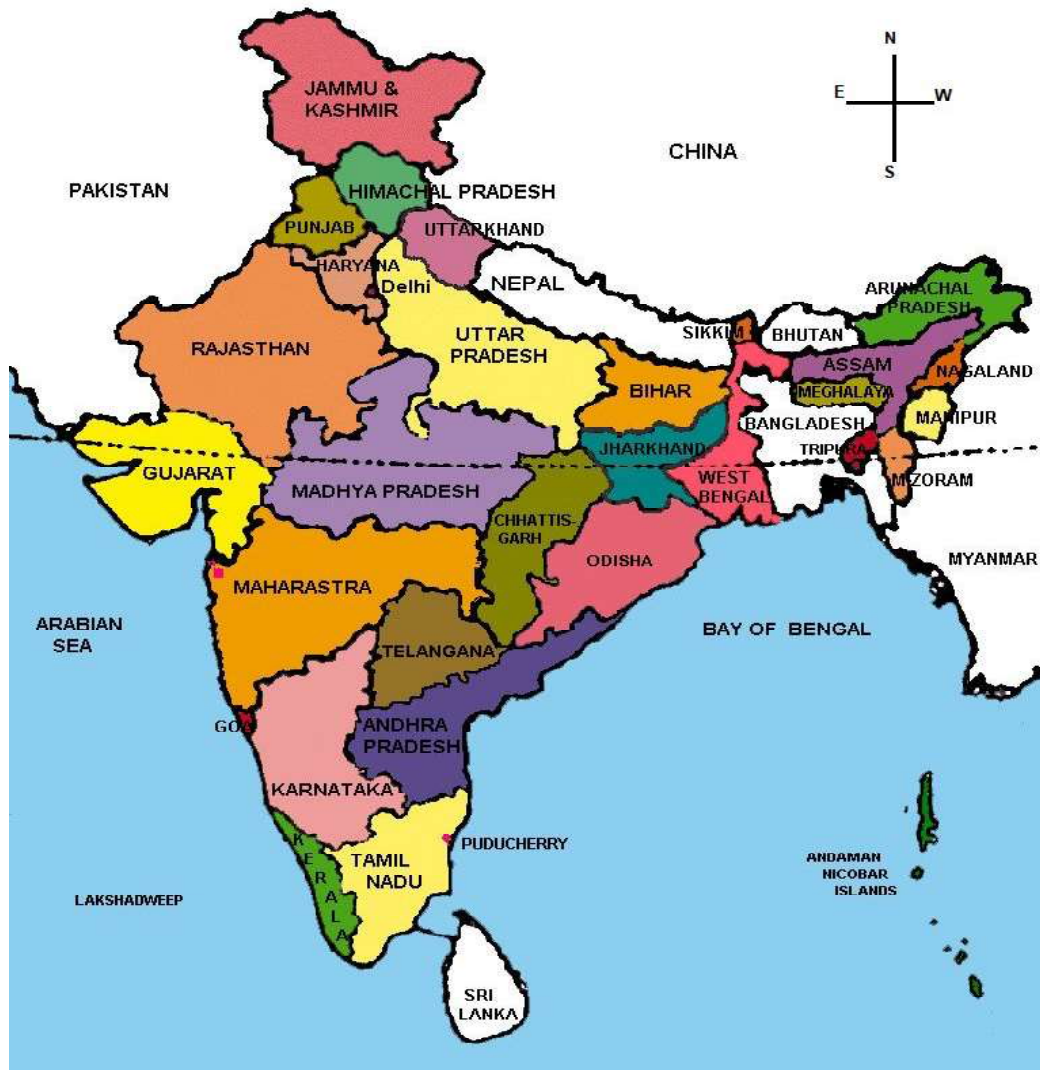 N
E
W
S
JAMMU &
KASHMIR
CHINA
PAKISTAN
HIMACHAL PRADESH
PUNJAB
UTTARKHAND
HARYANA
Delhi
NEPAL
ARUNACHAL
PRADESH
SIKKIM
BHUTAN
RAJASTHAN
UTTAR
PRADESH
ASSAM
NAGALAND
BIHAR
MEGHALAYA
MANIPUR
BANGLADESH
JHARKHAND
TRIPURA
GUJARAT
MADHYA PRADESH
WEST
BENGAL
MIZORAM
CHHATTIS-
GARH
ODISHA
MYANMAR
MAHARASTRA
ARABIAN
SEA
BAY OF BENGAL
TELANGANA
GOA
ANDHRA
PRADESH
KARNATAKA
KERALA
TAMIL
NADU
PUDUCHERRY
ANDAMAN
NICOBAR
ISLANDS
LAKSHADWEEP
SRI
LANKA